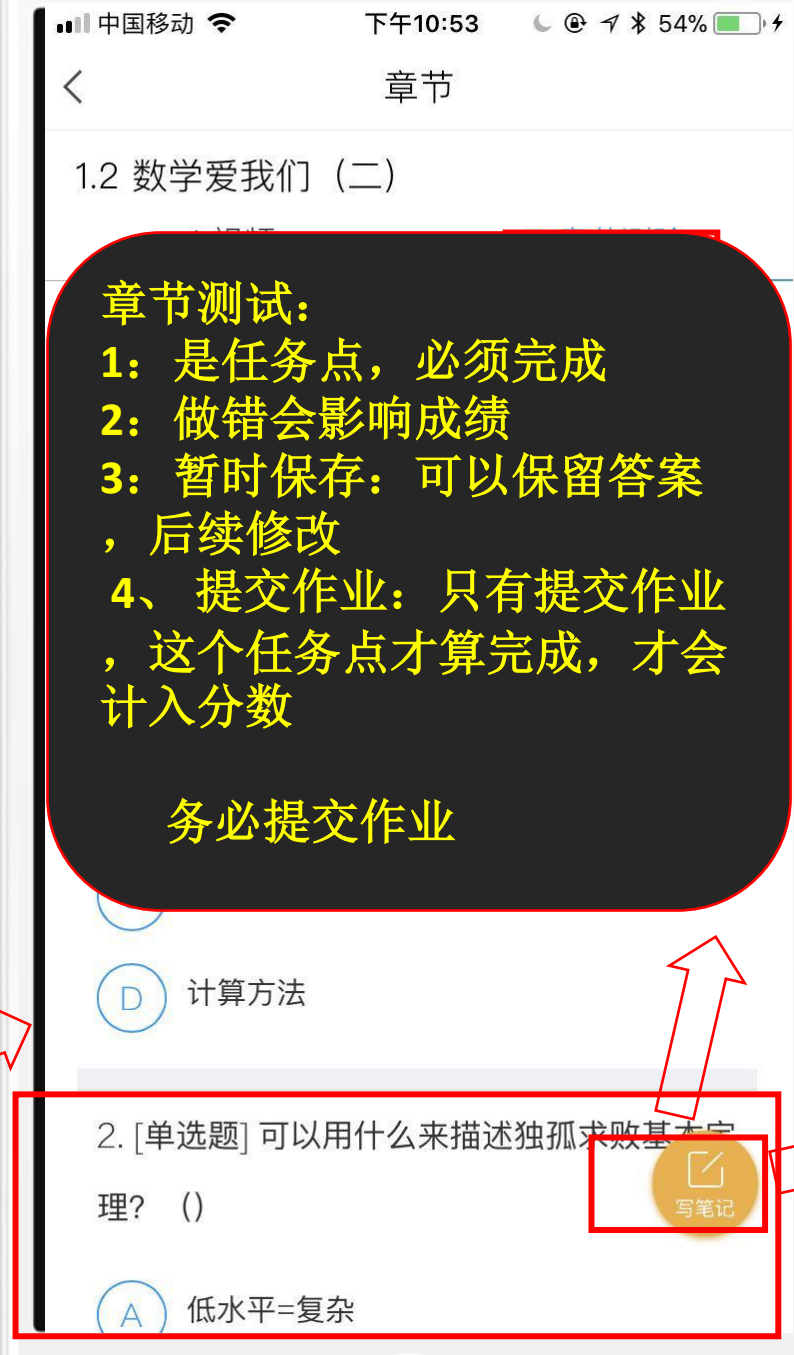 中国移动 下午10:53 54%
章节
1.2 数学爱我们（二）
章节测试：
1：是任务点，必须完成
2：做错会影响成绩
3：暂时保存：可以保留答案
，后续修改
4、 提交作业：只有提交作业
，这个任务点才算完成，才会
计入分数
务必提交作业
D 计算方法
2. [单选题] 可以用什么来描述独孤求败基本定
理？ ()
写笔记
A 低水平=复杂